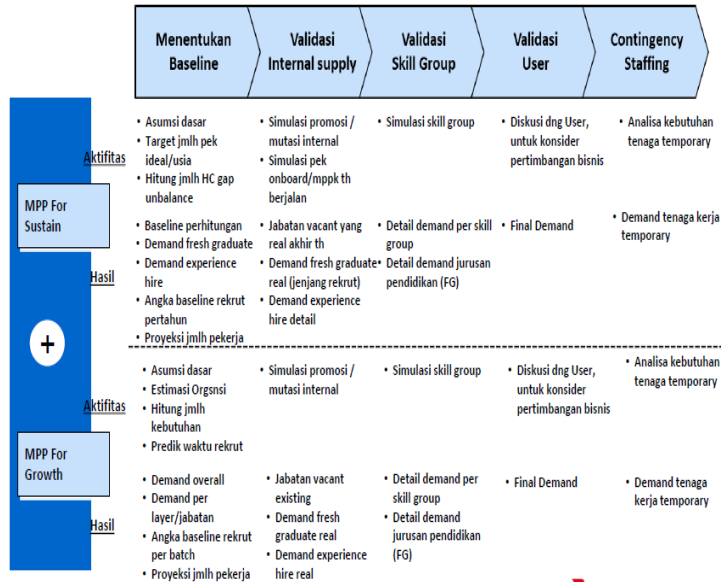 Menentukan
Baseline
Validasi
Internal supply
Validasi
Skill Group
Validasi
User
Contingency
Staffing
MPP For
Sustain
Aktifitas
• Asumsi dasar
• Target jmlh pek
ideal/usia
• Hitung jmlh HC gap
unbalance
• Simulasi promosi /
mutasi internal
• Simulasi pek
onboard/mppk th
berjalan
• Simulasi skill group
• Diskusi dng User,
untuk konsider
pertimbangan bisnis
• Analisa kebutuhan
tenaga temporary
Hasil
• Baseline perhitungan
• Demand fresh graduate
• Demand experience
hire
• Angka baseline rekrut
pertahun
• Proyeksi jmlh pekerja
• Jabatan vacant yang
real akhir th
• Demand fresh graduate
real (jenjang rekrut)
• Demand experience
hire detail
• Detail demand per skill
group
• Detail demand jurusan
pendidikan (FG)
• Final Demand
• Demand tenaga kerja
temporary
+
MPP For
Growth
Aktifitas
• Asumsi dasar
• Estimasi Orgsnsi
• Hitung jmlh
kebutuhan
• Predik waktu rekrut
• Simulasi promosi /
mutasi internal
• Simulasi skill group
• Diskusi dng User,
untuk konsider
pertimbangan bisnis
• Analisa kebutuhan
tenaga temporary
Hasil
• Demand overall
• Demand per
layer/jabatan
• Angka baseline rekrut
per batch
• Proyeksi jmlh pekerja
• Jabatan vacant
existing
• Demand fresh
graduate real
• Demand experience
hire real
• Detail demand per
skill group
• Detail demand
jurusan pendidikan
(FG)
• Final Demand
• Demand tenaga
kerja temporary